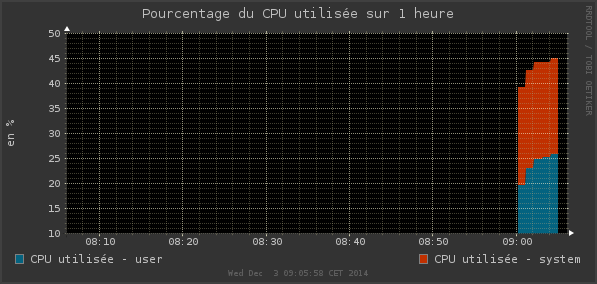 Pourcentage du CPU utilisée sur 1 heure
RRDTOOL / TOBI OETIKER
50
45
40
35
30
25
20
15
10
en %
08:10 08:20 08:30 08:40 08:50 09:00
CPU utilisée - user CPU utilisée - system
Wed Dec 3 09:05:58 CET 2014